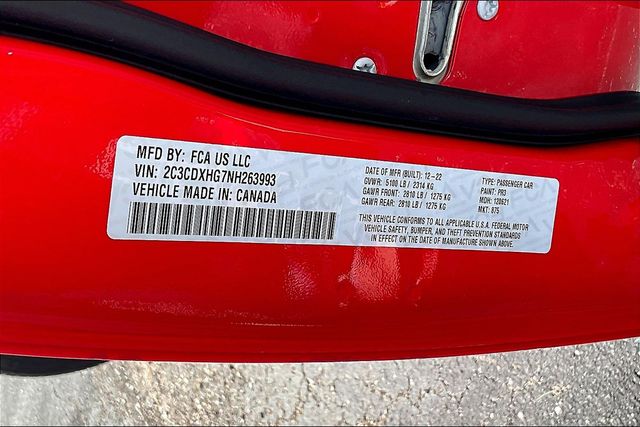 MFD BY: FCA US LLC
VIN: 2C3CDXHG7NH263993
VEHICLE MADE IN: CANADA
DATE OF MFR (BUILT): 12-22
GVWR: 5100 LB / 2314 KG
GAWR FRONT: 2810 LB / 1275 KG
GAWR REAR: 2810 LB / 1275 KG
TYPE: PASSENGER CAR
PAINT: PR3
MDH: 120621
MKT: 875
THIS VEHICLE CONFORMS TO ALL APPLICABLE U.S.A. FEDERAL MOTOR
VEHICLE SAFETY, BUMPER, AND THEFT PREVENTION STANDARDS
IN EFFECT ON THE DATE OF MANUFACTURE SHOWN ABOVE.